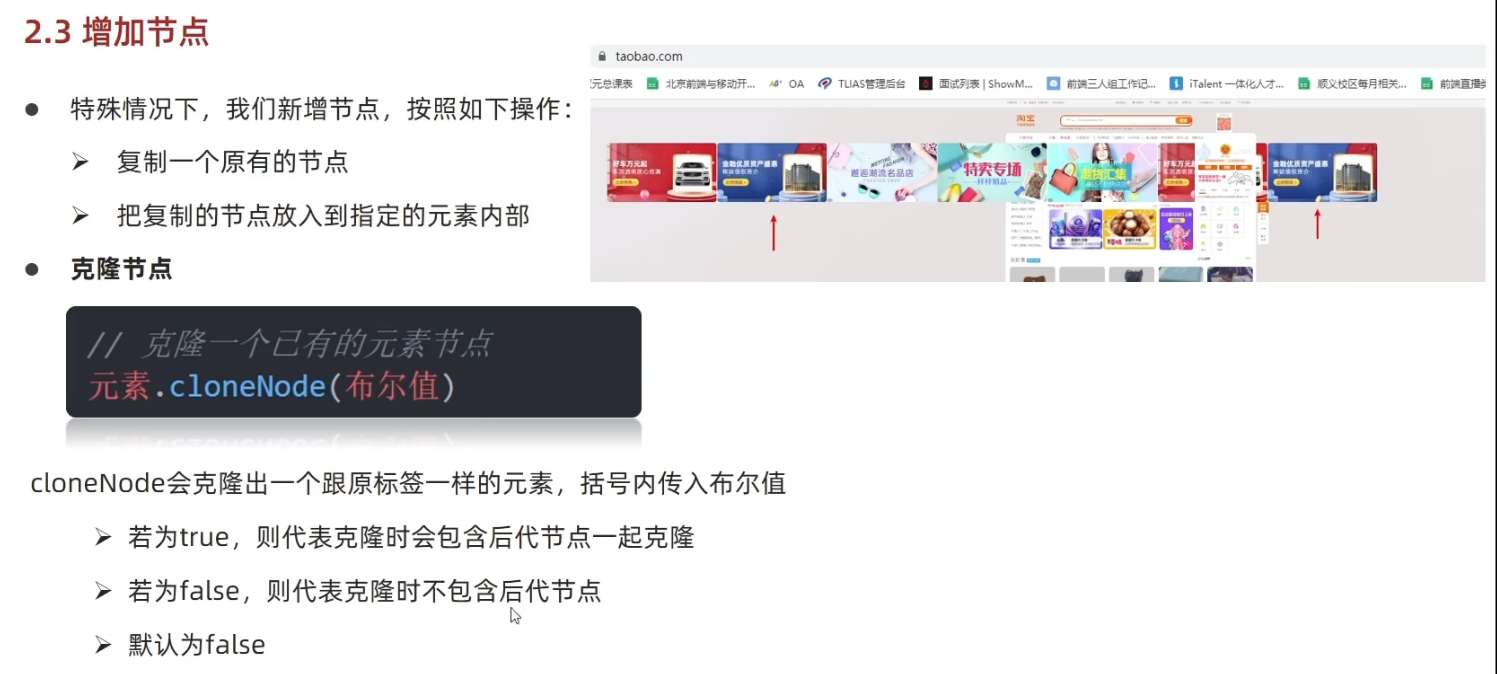 2.3 增加节点
特殊情况下，我们新增节点，按照如下操作：
复制一个原有的节点
把复制的节点放入到指定的元素内部
克隆节点
// 克隆一个已有的元素节点
元素.cloneNode(布尔值)
cloneNode会克隆出一个跟原标签一样的元素，括号内传入布尔值
若为true，则代表克隆时会包含后代节点一起克隆
若为false，则代表克隆时不包含后代节点
默认为false
taobao.com
元总课表 北京前端与移动开... OA TLIAS管理后台 面试列表 | ShowM... 前端三人组工作记... iTalent 一体化人才... 顺义校区每月相关... 前端直播
淘宝
好车万元起 金融优质资产盛惠 邂逅潮流名品店 特卖专场 潮货汇集 好车万元起 金融优质资产盛惠